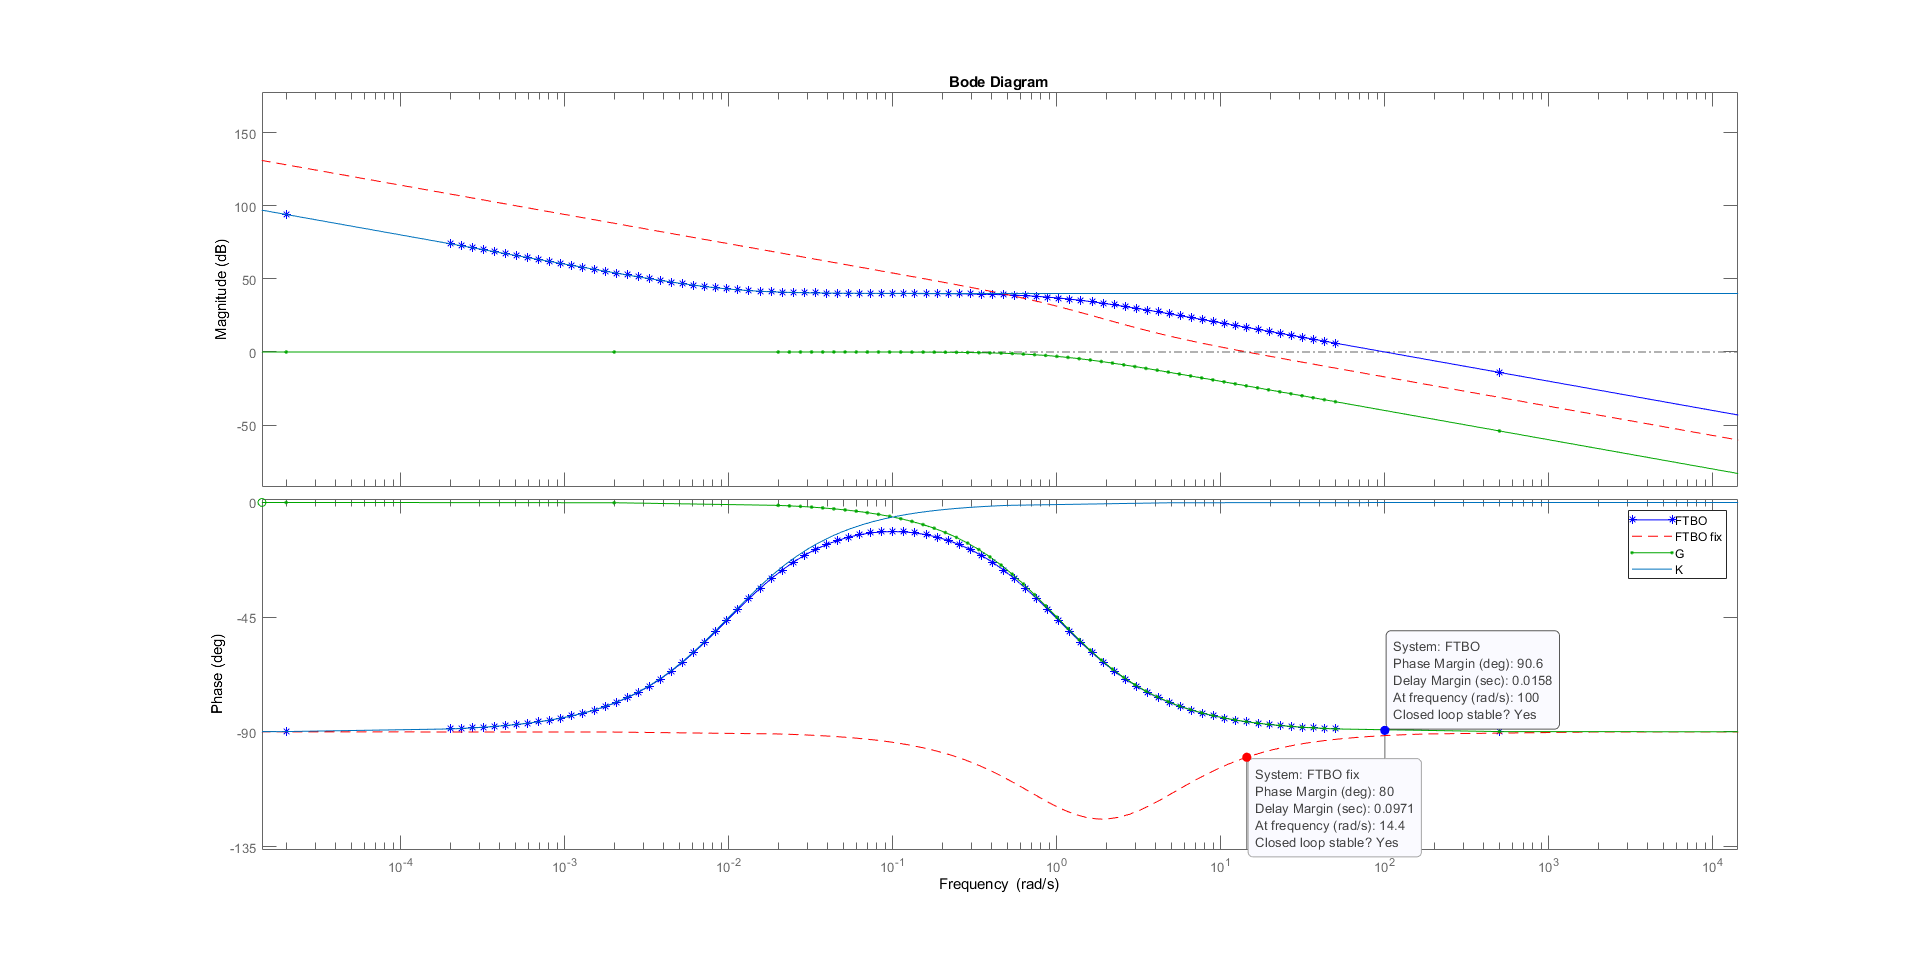 Bode Diagram
Magnitude (dB)
150
100
50
0
-50
Phase (deg)
0
-45
-90
-135
FTBO
FTBO fix
G
K
System: FTBO
Phase Margin (deg): 90.6
Delay Margin (sec): 0.0158
At frequency (rad/s): 100
Closed loop stable? Yes
System: FTBO fix
Phase Margin (deg): 80
Delay Margin (sec): 0.0971
At frequency (rad/s): 14.4
Closed loop stable? Yes
10^-4 10^-3 10^-2 10^-1 10^0 10^1 10^2 10^3 10^4
Frequency (rad/s)